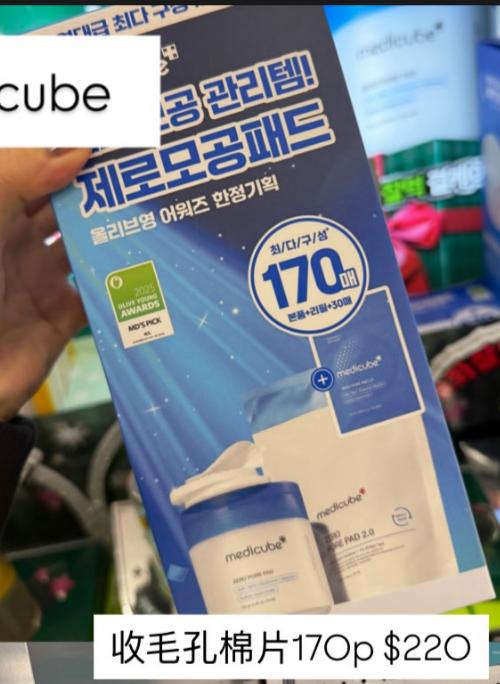 cube
공 관리템!
제로모공패드
올리브영 어워즈 한정기획
최/다/구/성*
170매
본품+리필+30매
2025
OLIVE YOUNG
AWARDS
MD'S PICK
medicube
medicube
+
medicube
ZERO PORE PAD
medicube
ZERO
PORE PAD 2.0
收毛孔棉片170p $220